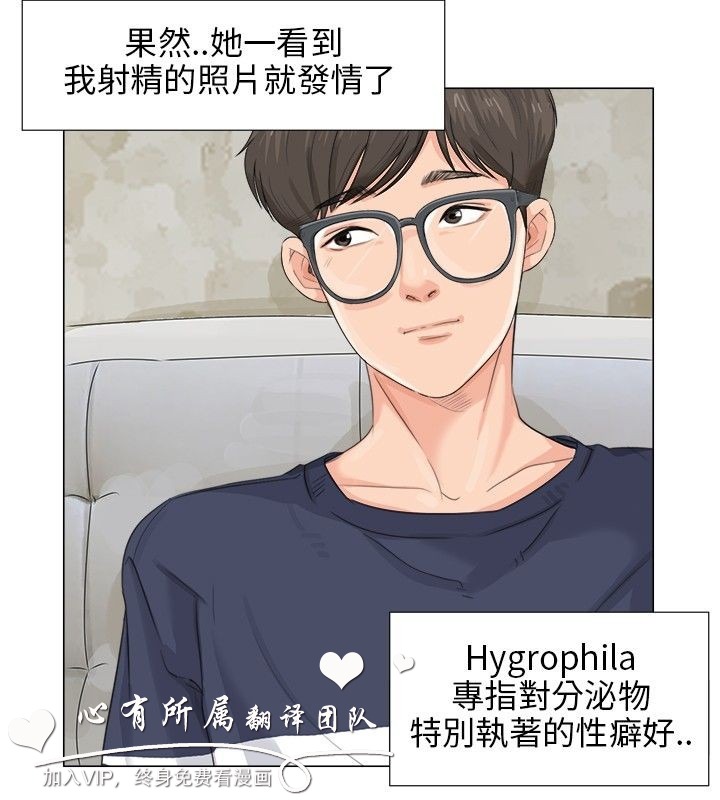 果然..她一看到
我射精的照片就發情了
Hygrophila
專指對分泌物
特別執著的性癖好..
心有所属翻译团队
加入VIP，终身免费看漫画